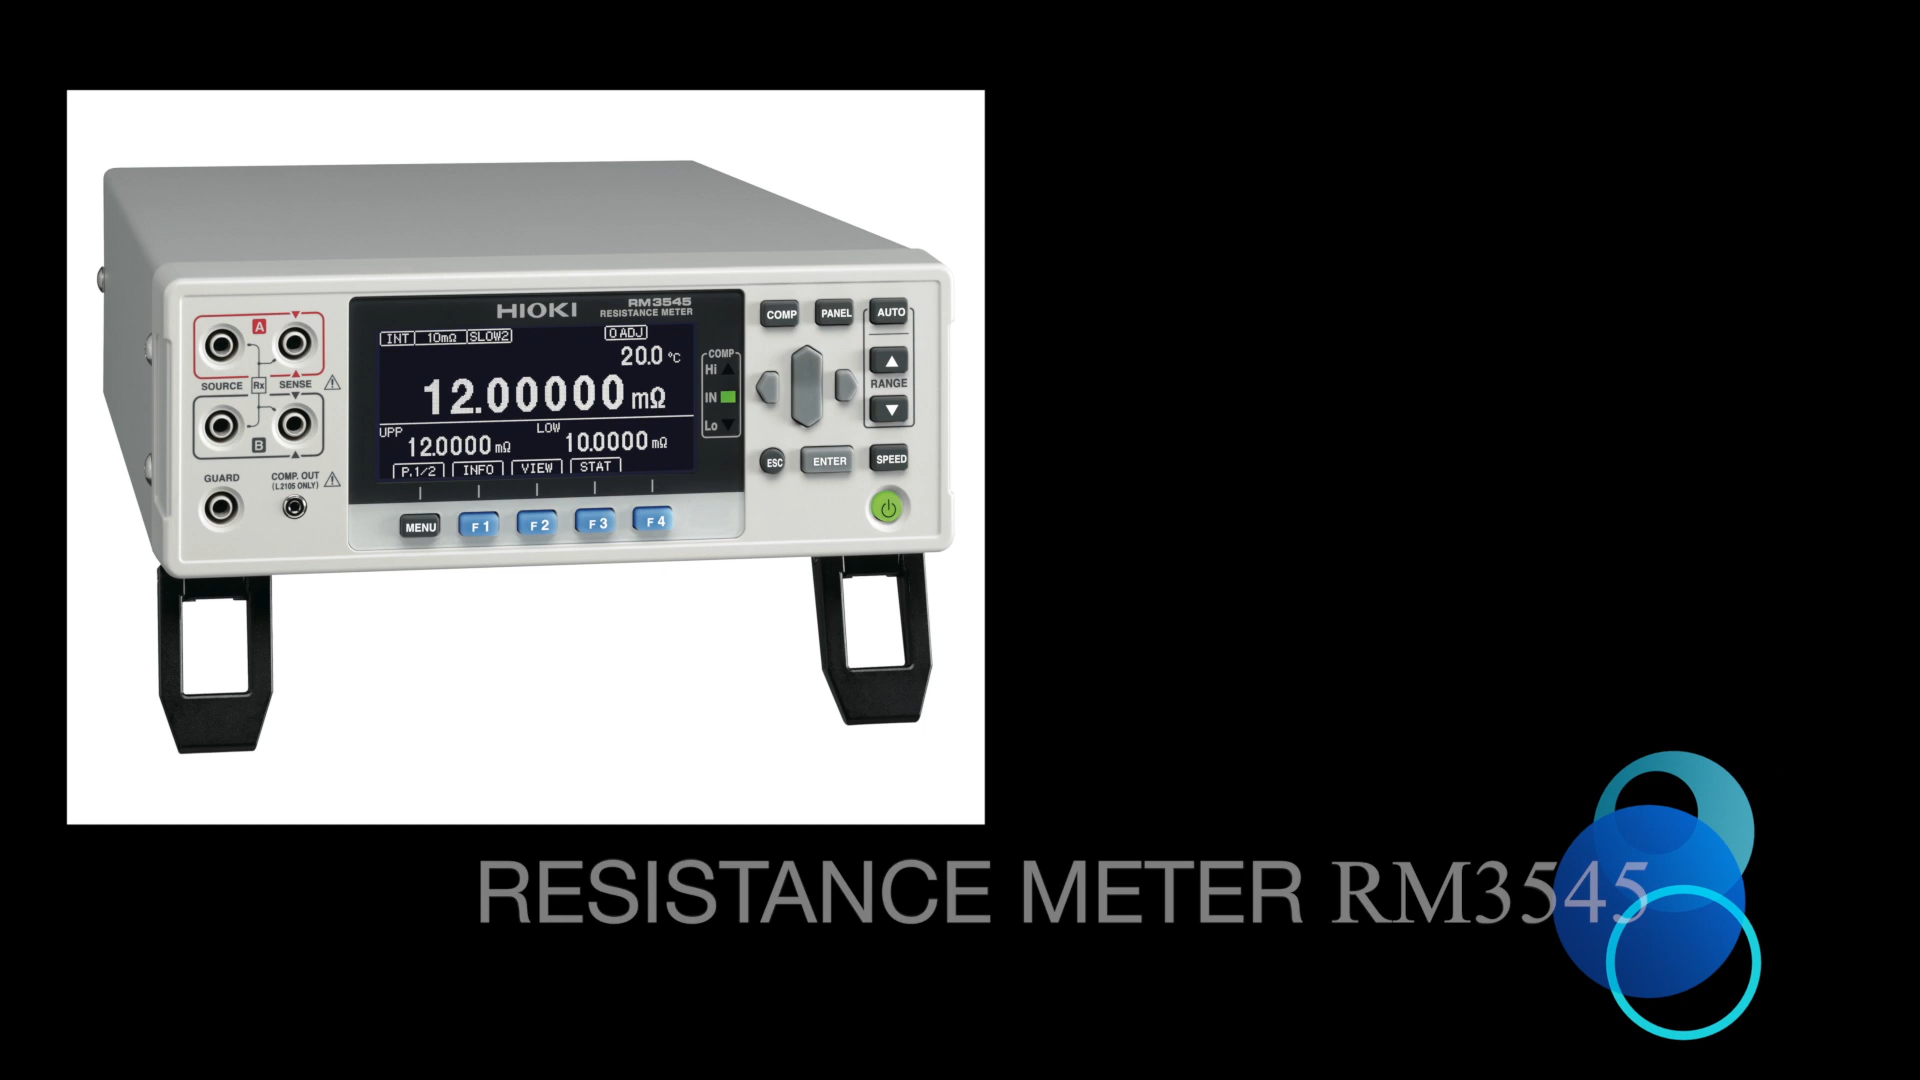 HIOKI
RM3545
RESISTANCE METER
INT 10mΩ SLOW2 0 ADJ
20.0 °C
12.00000 mΩ
UPP LOW
12.0000 mΩ 10.0000 mΩ
P.1/2 INFO VIEW STAT
MENU F1 F2 F3 F4
A
SOURCE Rx SENSE
B
GUARD COMP. OUT
(L2105 ONLY)
COMP
Hi
IN
Lo
COMP PANEL AUTO
RANGE
ESC ENTER SPEED
RESISTANCE METER RM3545